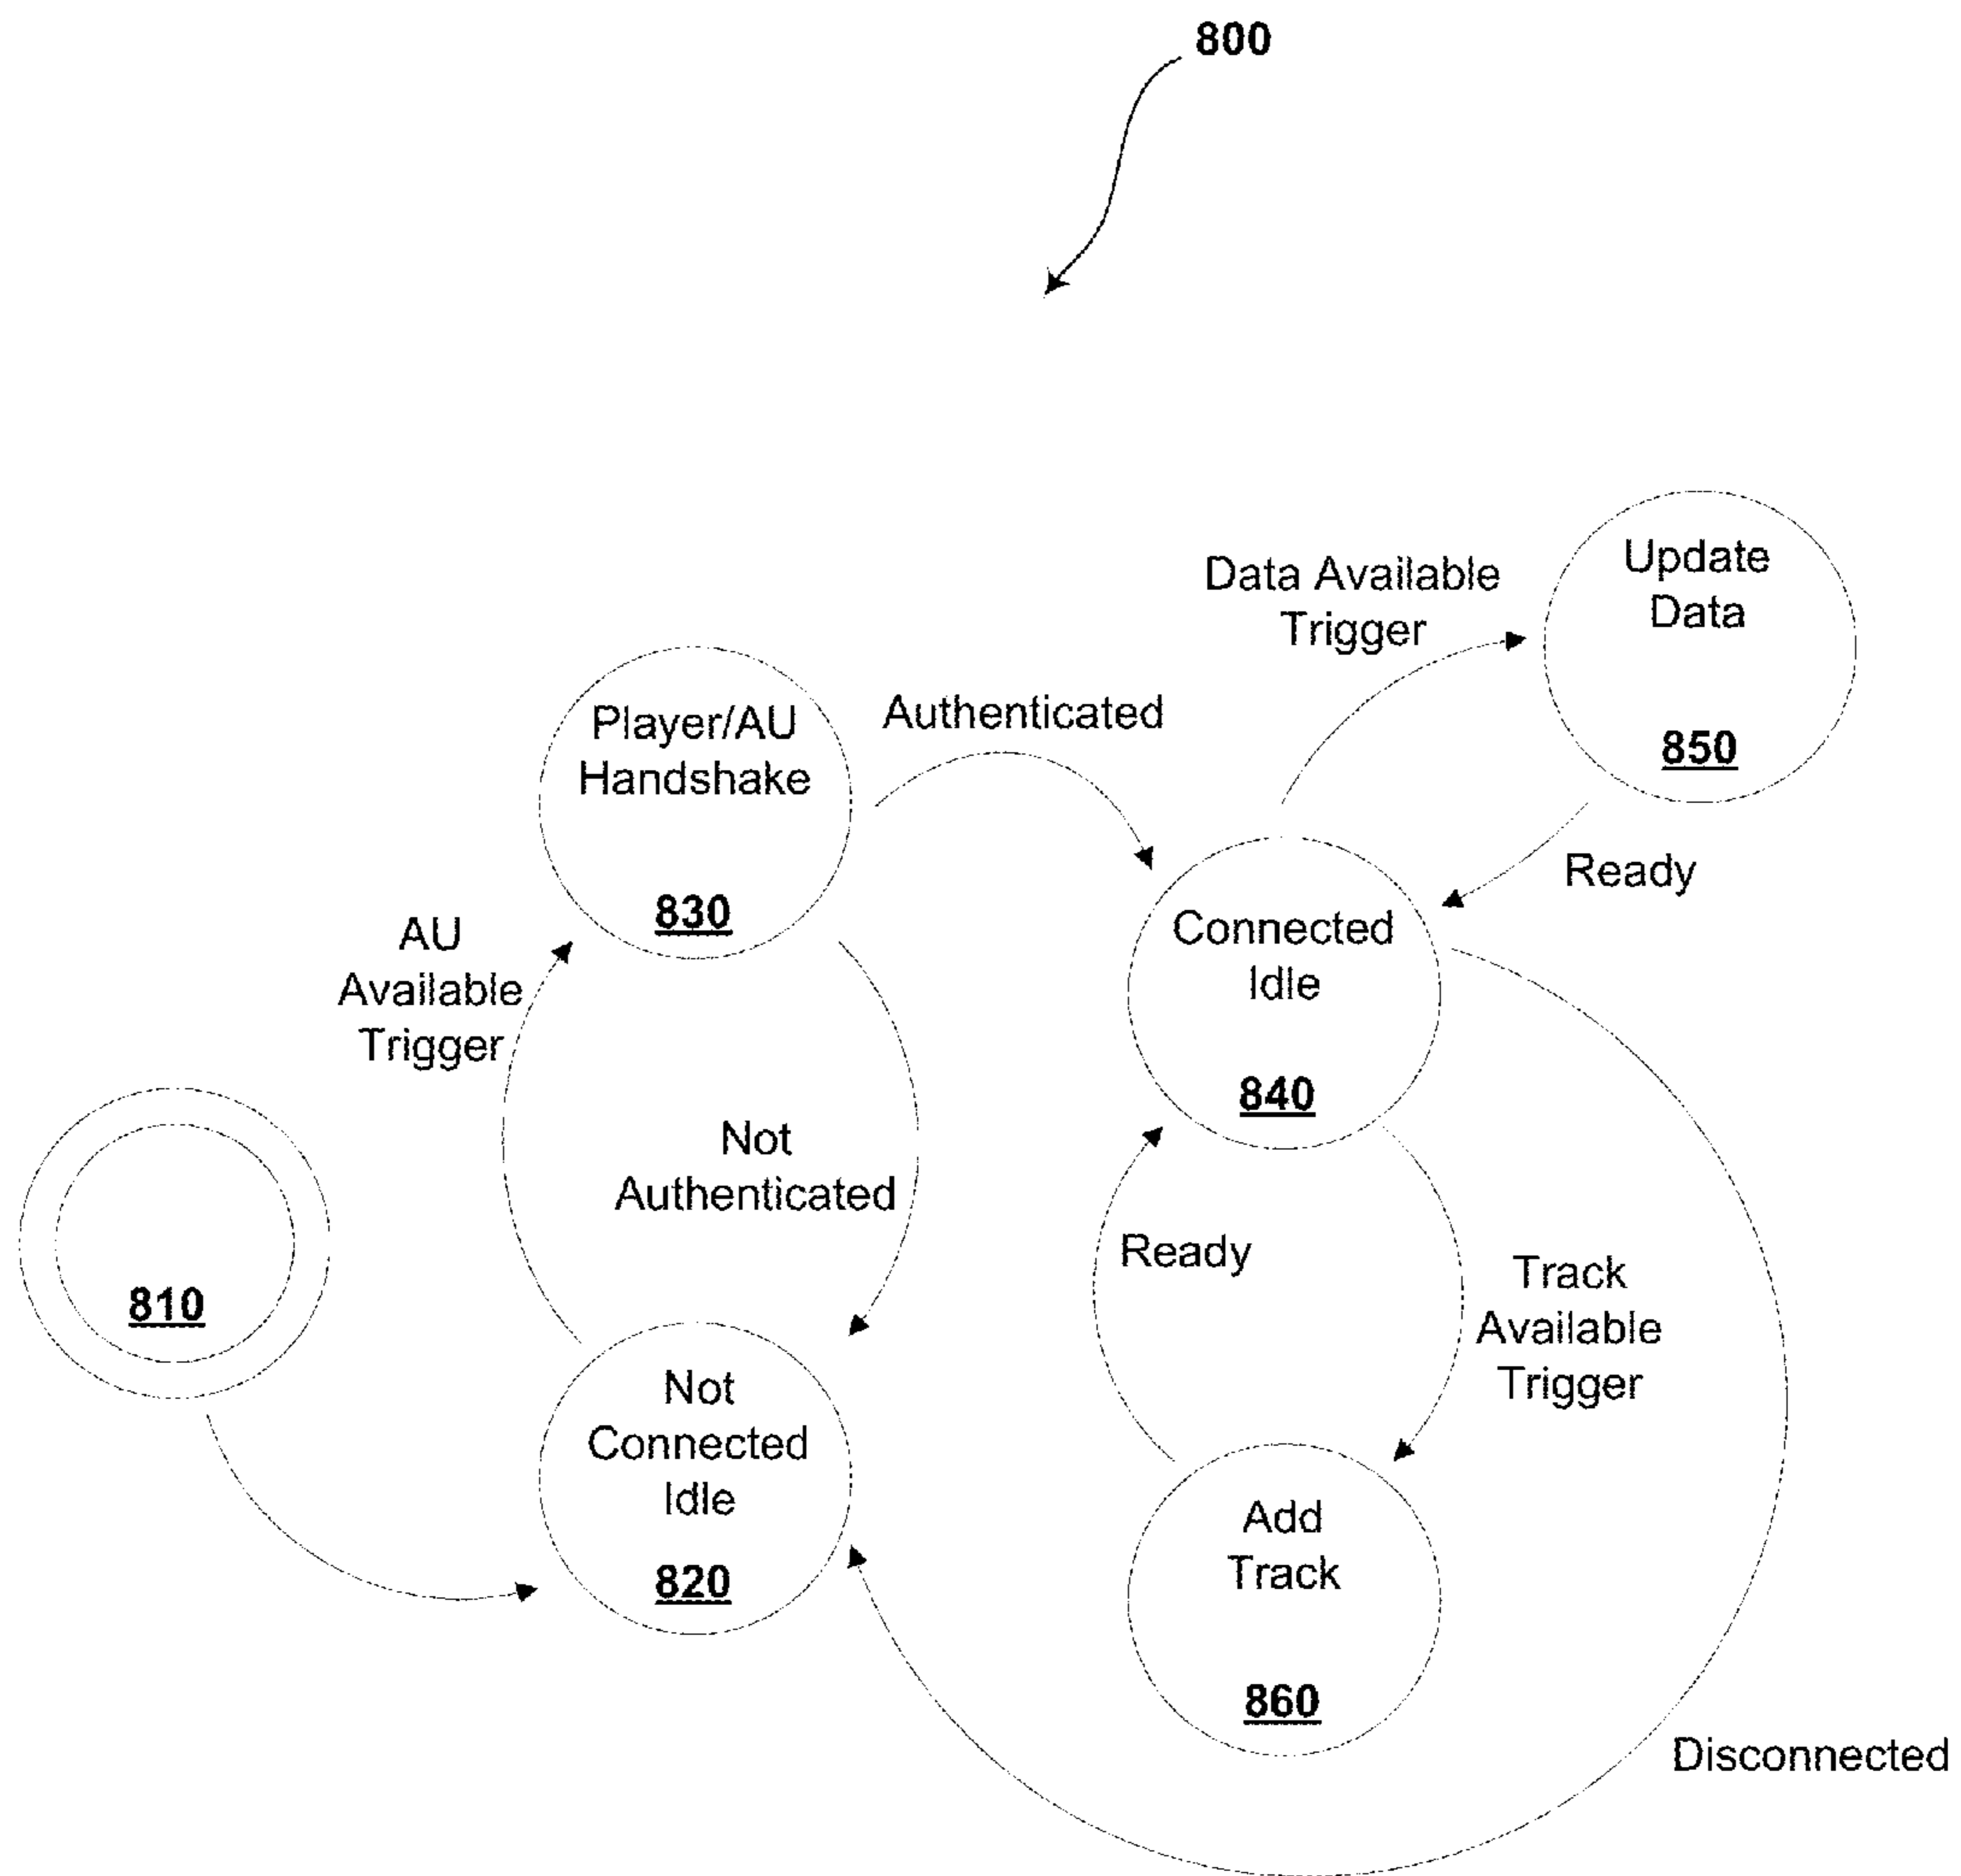 800
Update
Data
850
Data Available
Trigger
Player/AU
Handshake
830
Authenticated
Ready
AU
Available
Trigger
Connected
Idle
840
Not
Authenticated
810
Ready
Track
Available
Trigger
Not
Connected
Idle
820
Add
Track
860
Disconnected